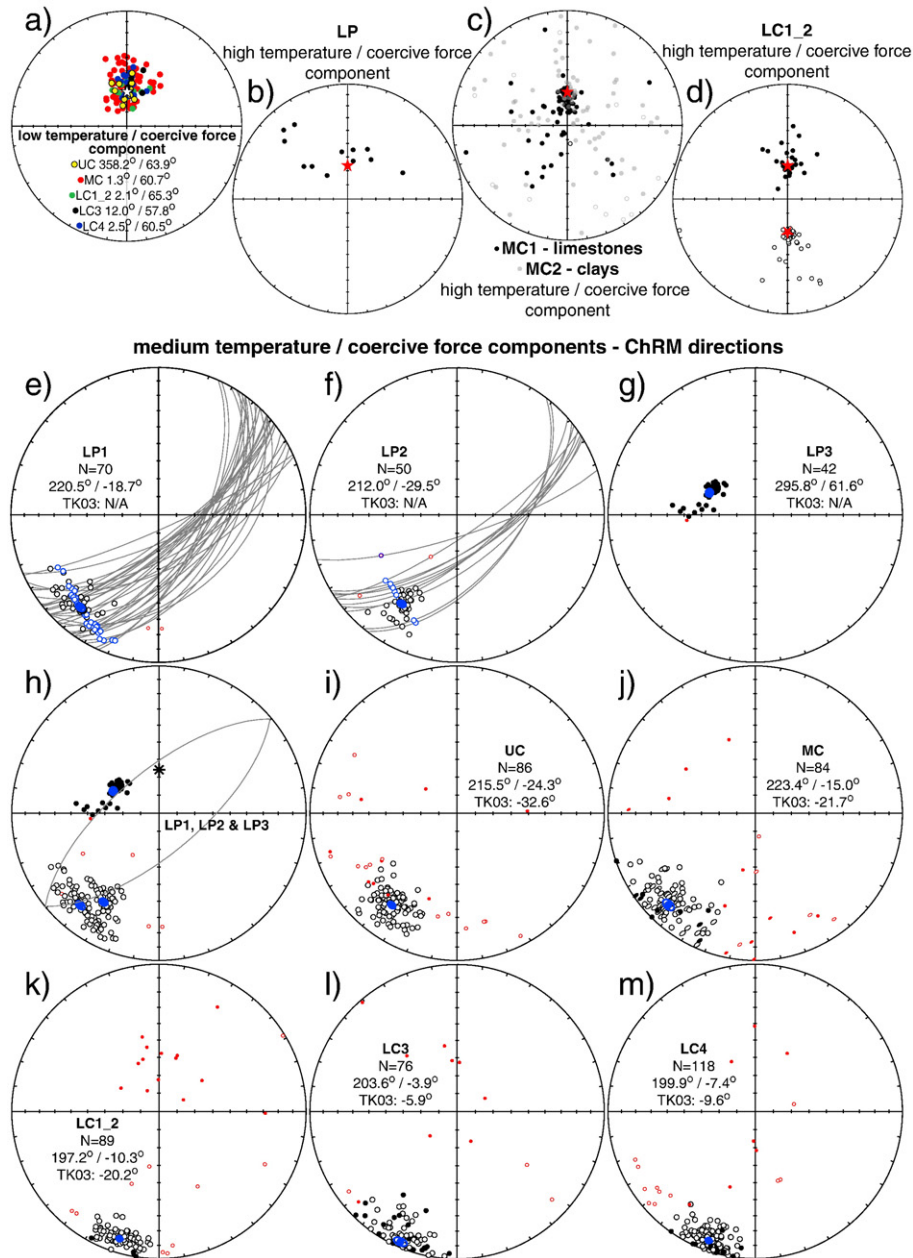 a)
low temperature / coercive force
component
UC 358.2° / 63.9°
MC 1.3° / 60.7°
LC1_2 2.1° / 65.3°
LC3 12.0° / 57.8°
LC4 2.5° / 60.5°
LP
high temperature / coercive force
component
b)
c)
MC1 - limestones
MC2 - clays
high temperature / coercive force
component
LC1_2
high temperature / coercive force
component
d)
medium temperature / coercive force components - ChRM directions
e)
LP1
N=70
220.5° / -18.7°
TK03: N/A
f)
LP2
N=50
212.0° / -29.5°
TK03: N/A
g)
LP3
N=42
295.8° / 61.6°
TK03: N/A
h)
LP1, LP2 & LP3
i)
UC
N=86
215.5° / -24.3°
TK03: -32.6°
j)
MC
N=84
223.4° / -15.0°
TK03: -21.7°
k)
LC1_2
N=89
197.2° / -10.3°
TK03: -20.2°
l)
LC3
N=76
203.6° / -3.9°
TK03: -5.9°
m)
LC4
N=118
199.9° / -7.4°
TK03: -9.6°